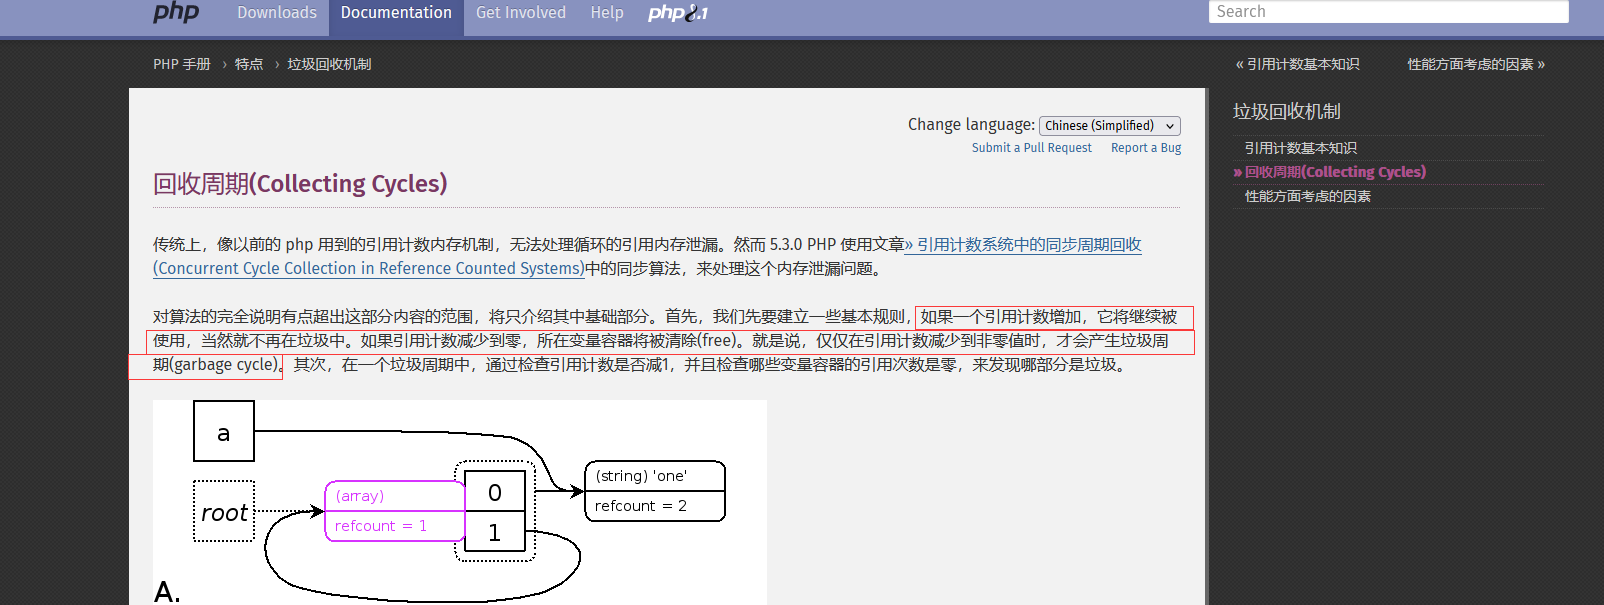 php Downloads Documentation Get Involved Help php8.1 Search
PHP 手册 › 特点 › 垃圾回收机制
« 引用计数基本知识 性能方面考虑的因素 »
Change language: Chinese (Simplified)
Submit a Pull Request Report a Bug
回收周期(Collecting Cycles)
传统上，像以前的 php 用到的引用计数内存机制，无法处理循环的引用内存泄漏。然而 5.3.0 PHP 使用文章» 引用计数系统中的同步周期回收
(Concurrent Cycle Collection in Reference Counted Systems)中的同步算法，来处理这个内存泄漏问题。
对算法的完全说明有点超出这部分内容的范围，将只介绍其中基础部分。首先，我们先要建立一些基本规则，如果一个引用计数增加，它将继续被
使用，当然就不再在垃圾中。如果引用计数减少到零，所在变量容器将被清除(free)。就是说，仅仅在引用计数减少到非零值时，才会产生垃圾周
期(garbage cycle)。其次，在一个垃圾周期中，通过检查引用计数是否减1，并且检查哪些变量容器的引用次数是零，来发现哪部分是垃圾。
a
root
(array)
refcount = 1
0
1
(string) 'one'
refcount = 2
A.
垃圾回收机制
引用计数基本知识
» 回收周期(Collecting Cycles)
性能方面考虑的因素